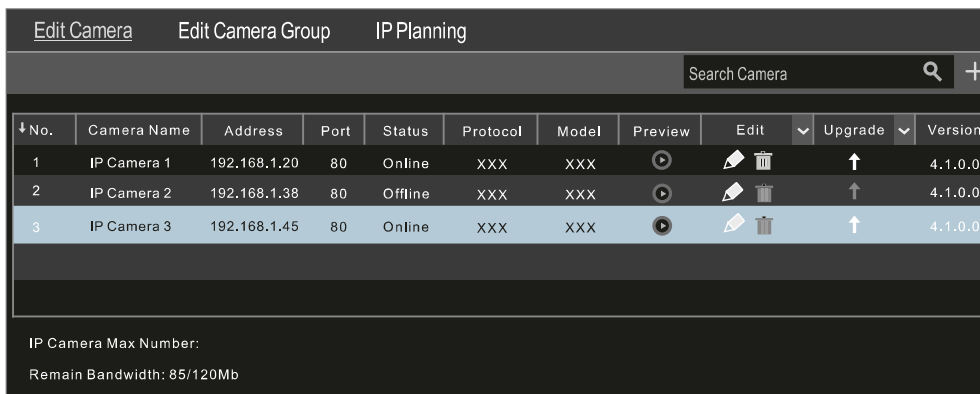 Edit Camera Edit Camera Group IP Planning
Search Camera
No. Camera Name Address Port Status Protocol Model Preview Edit Upgrade Version
1 IP Camera 1 192.168.1.20 80 Online XXX XXX 4.1.0.0
2 IP Camera 2 192.168.1.38 80 Offline XXX XXX 4.1.0.0
3 IP Camera 3 192.168.1.45 80 Online XXX XXX 4.1.0.0
IP Camera Max Number:
Remain Bandwidth: 85/120Mb